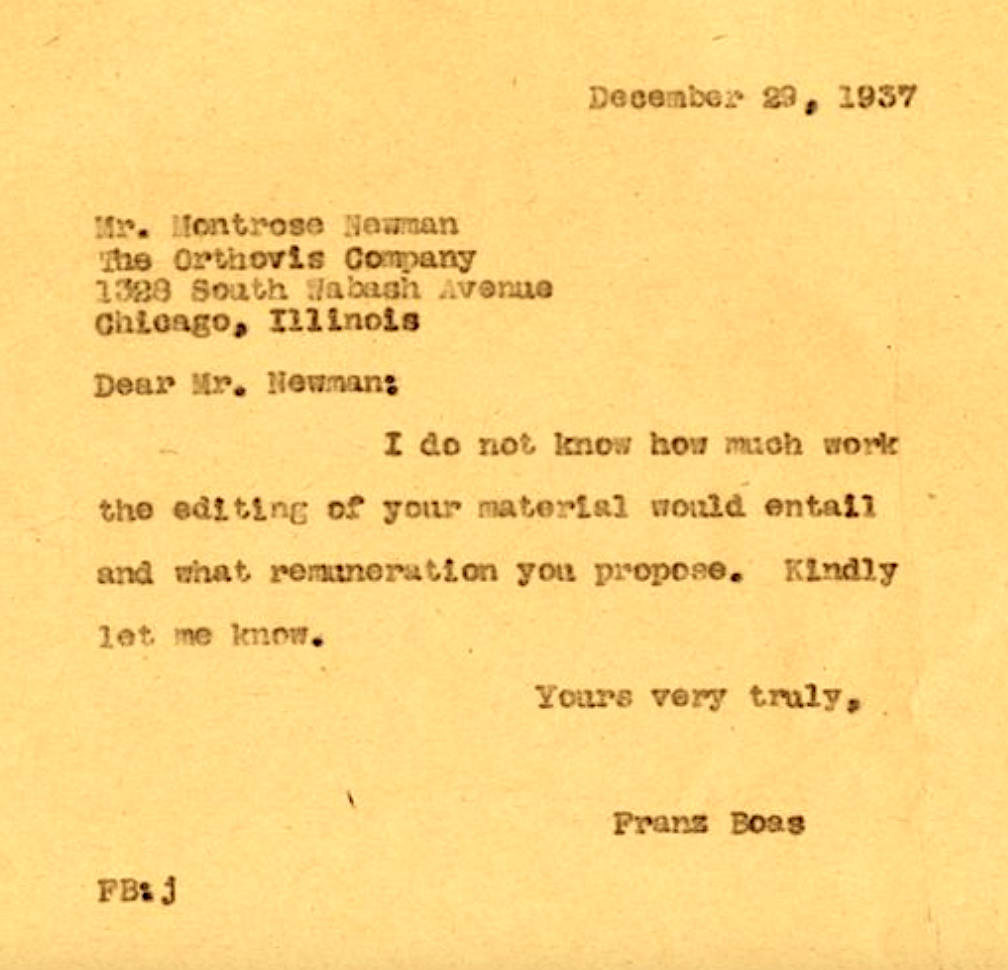 December 29, 1937
Mr. Montrose Newman
The Orthovis Company
1328 South Wabash Avenue
Chicago, Illinois
Dear Mr. Newman:
I do not know how much work
the editing of your material would entail
and what remuneration you propose. Kindly
let me know.
Yours very truly,
Franz Boas
FB:j